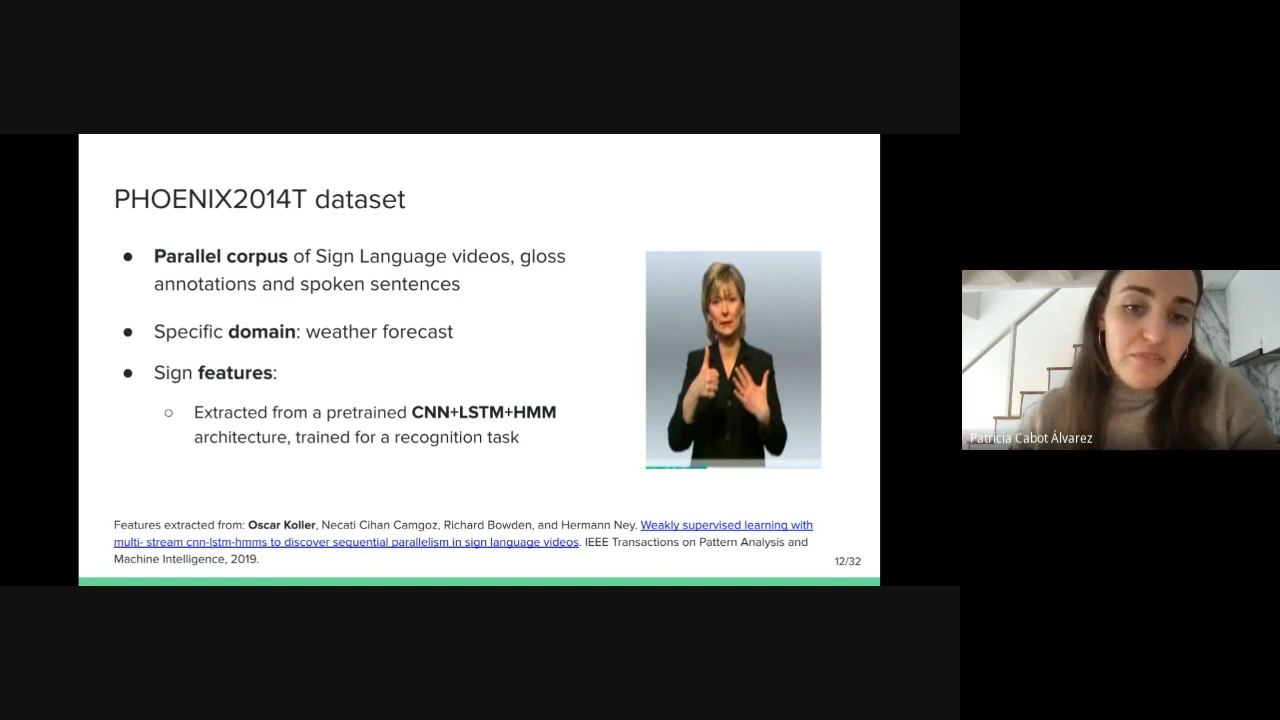 PHOENIX2014T dataset
● Parallel corpus of Sign Language videos, gloss
annotations and spoken sentences
● Specific domain: weather forecast
● Sign features:
○ Extracted from a pretrained CNN+LSTM+HMM
architecture, trained for a recognition task
Features extracted from: Oscar Koller, Necati Cihan Camgoz, Richard Bowden, and Hermann Ney. Weakly supervised learning with
multi- stream cnn-lstm-hmms to discover sequential parallelism in sign language videos. IEEE Transactions on Pattern Analysis and
Machine Intelligence, 2019.
12/32
Patricia Cabot Álvarez